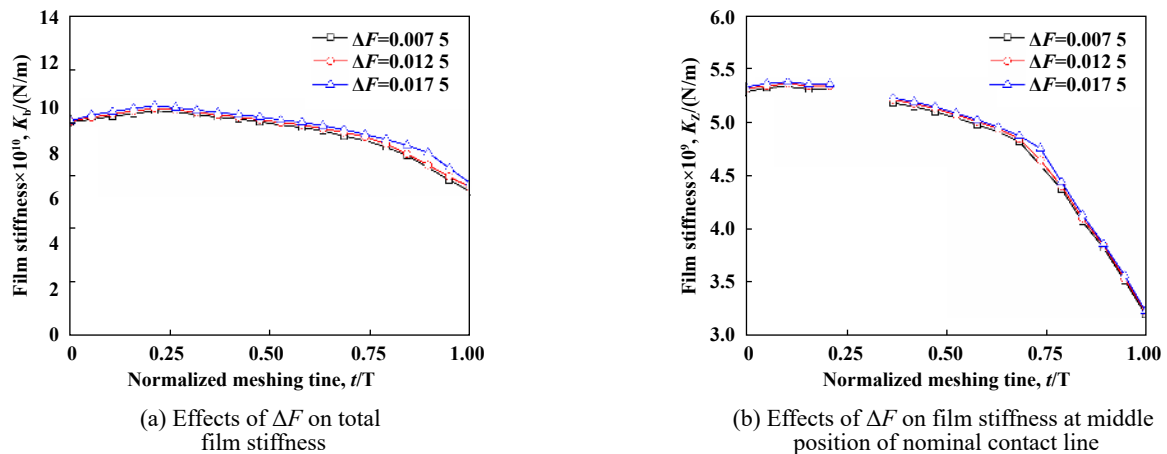 14
12
10
8
6
4
2
0
Film stiffness×10¹⁰, K_b/(N/m)
ΔF=0.007 5
ΔF=0.012 5
ΔF=0.017 5
0 0.25 0.50 0.75 1.00
Normalized meshing tine, t/T
(a) Effects of ΔF on total
film stiffness
6.0
5.5
5.0
4.5
4.0
3.5
3.0
Film stiffness×10⁹, K_Z/(N/m)
ΔF=0.007 5
ΔF=0.012 5
ΔF=0.017 5
0 0.25 0.50 0.75 1.00
Normalized meshing tine, t/T
(b) Effects of ΔF on film stiffness at middle
position of nominal contact line